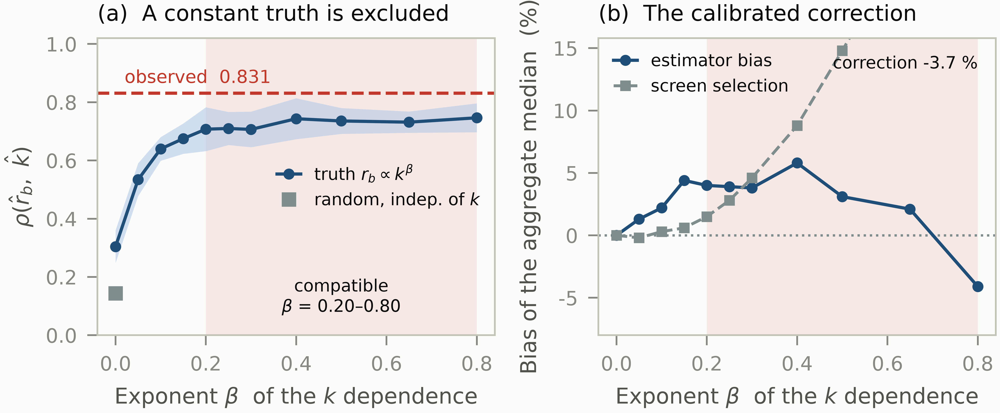 (a) A constant truth is excluded
1.0
0.8
0.6
0.4
0.2
0.0
ρ(r̂_b, k̂)
observed 0.831
truth r_b ∝ k^β
random, indep. of k
compatible
β = 0.20–0.80
0.0 0.2 0.4 0.6 0.8
Exponent β of the k dependence
(b) The calibrated correction
Bias of the aggregate median (%)
15
10
5
0
-5
estimator bias
screen selection
correction -3.7 %
0.0 0.2 0.4 0.6 0.8
Exponent β of the k dependence